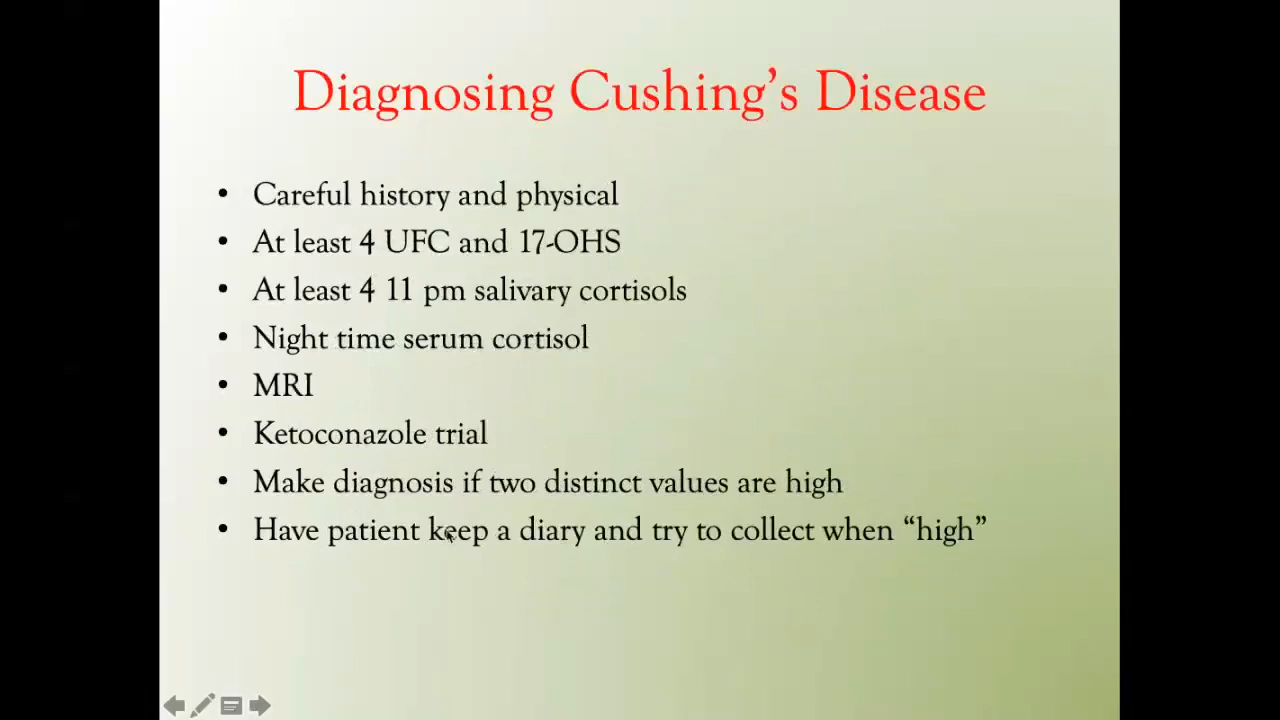 Diagnosing Cushing’s Disease
• Careful history and physical
• At least 4 UFC and 17-OHS
• At least 4 11 pm salivary cortisols
• Night time serum cortisol
• MRI
• Ketoconazole trial
• Make diagnosis if two distinct values are high
• Have patient keep a diary and try to collect when “high”